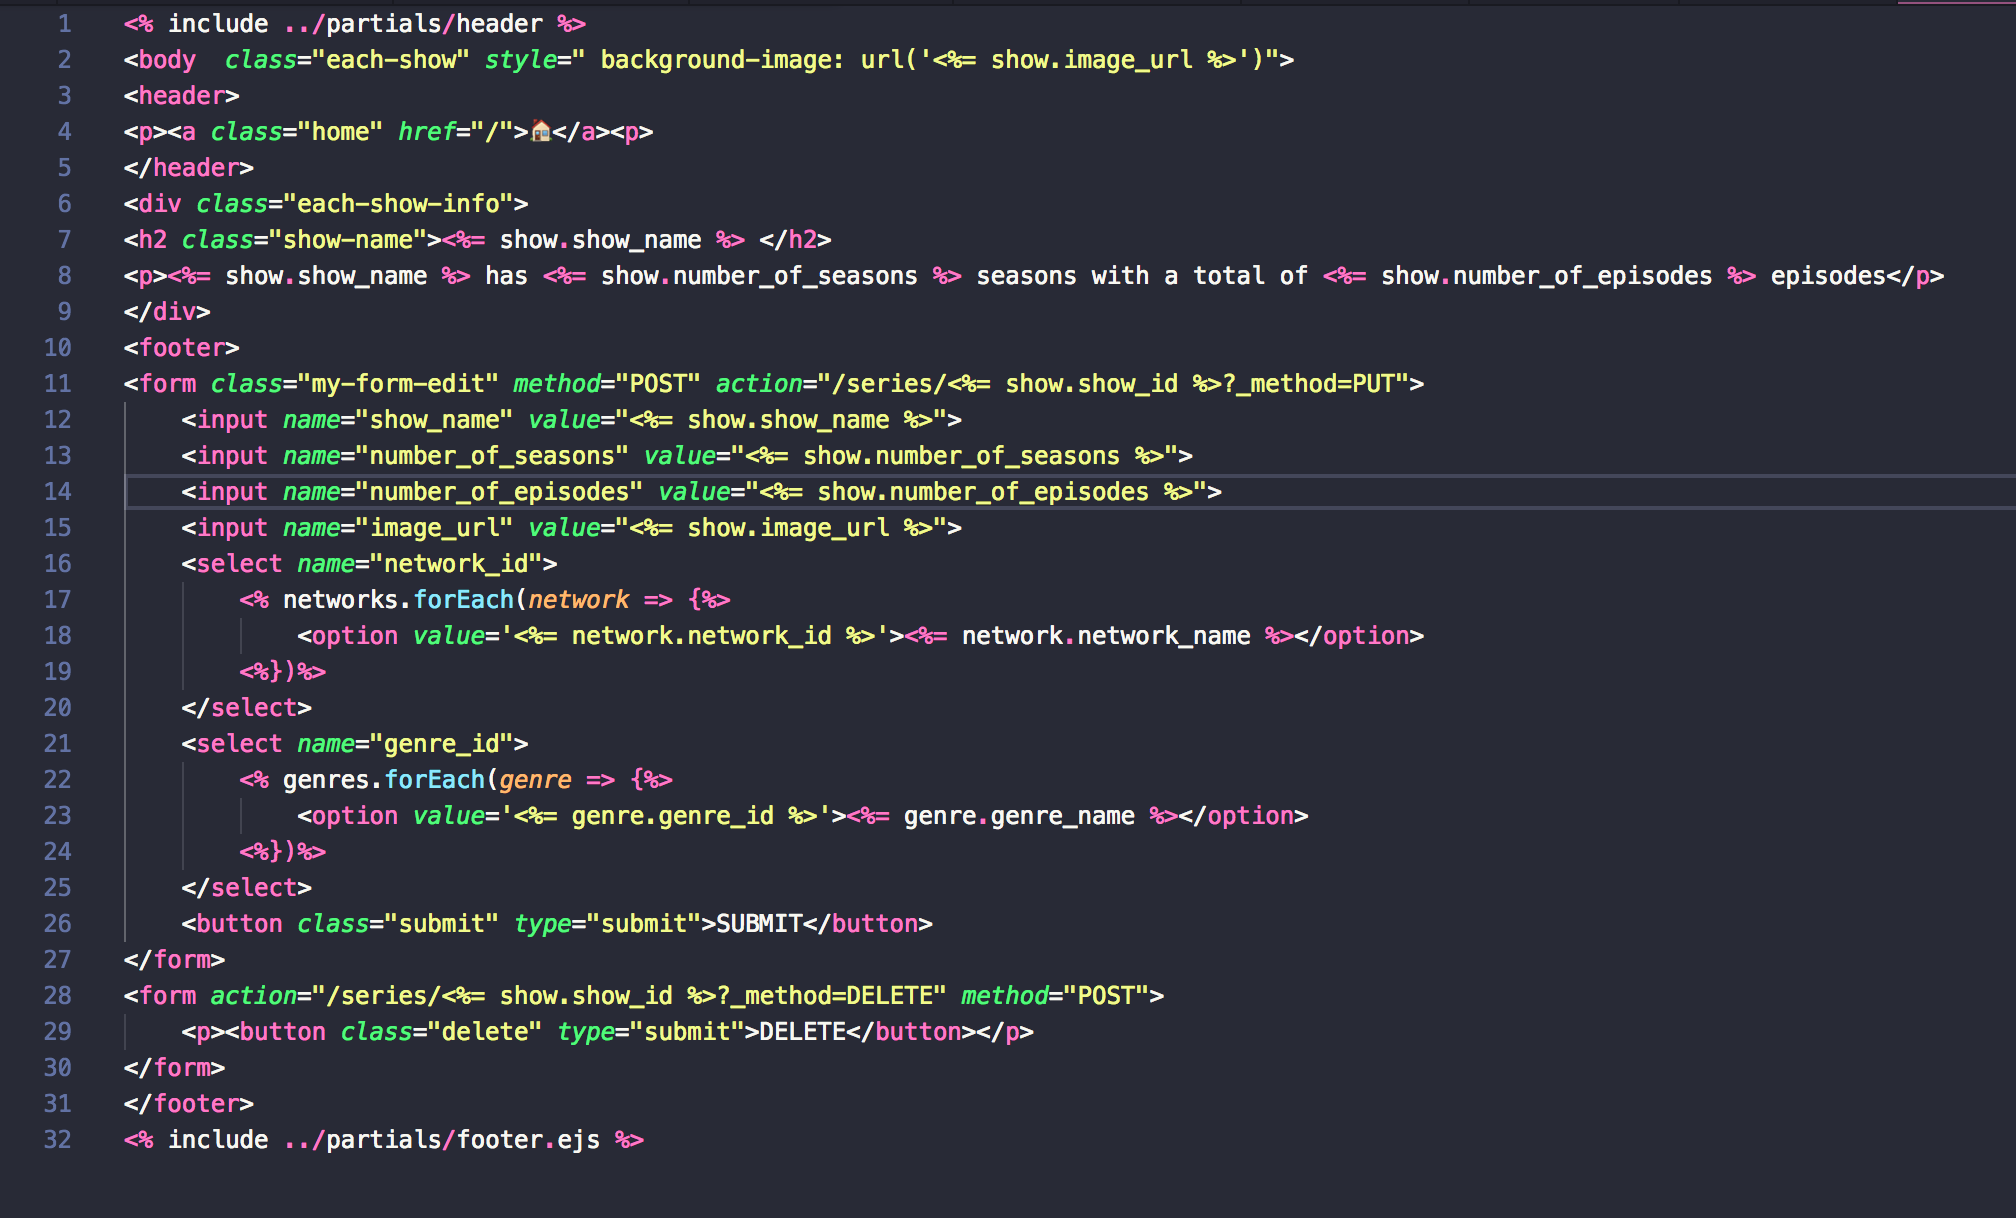 1 <% include ../partials/header %>
2 <body  class="each-show" style=" background-image: url('<%= show.image_url %>')">
3 <header>
4 <p><a class="home" href="/">🏠</a><p>
5 </header>
6 <div class="each-show-info">
7 <h2 class="show-name"><%= show.show_name %> </h2>
8 <p><%= show.show_name %> has <%= show.number_of_seasons %> seasons with a total of <%= show.number_of_episodes %> episodes</p>
9 </div>
10 <footer>
11 <form class="my-form-edit" method="POST" action="/series/<%= show.show_id %>?_method=PUT">
12     <input name="show_name" value="<%= show.show_name %>">
13     <input name="number_of_seasons" value="<%= show.number_of_seasons %>">
14     <input name="number_of_episodes" value="<%= show.number_of_episodes %>">
15     <input name="image_url" value="<%= show.image_url %>">
16     <select name="network_id">
17         <% networks.forEach(network => {%>
18             <option value='<%= network.network_id %>'><%= network.network_name %></option>
19         <%})%>
20     </select>
21     <select name="genre_id">
22         <% genres.forEach(genre => {%>
23             <option value='<%= genre.genre_id %>'><%= genre.genre_name %></option>
24         <%})%>
25     </select>
26     <button class="submit" type="submit">SUBMIT</button>
27 </form>
28 <form action="/series/<%= show.show_id %>?_method=DELETE" method="POST">
29     <p><button class="delete" type="submit">DELETE</button></p>
30 </form>
31 </footer>
32 <% include ../partials/footer.ejs %>